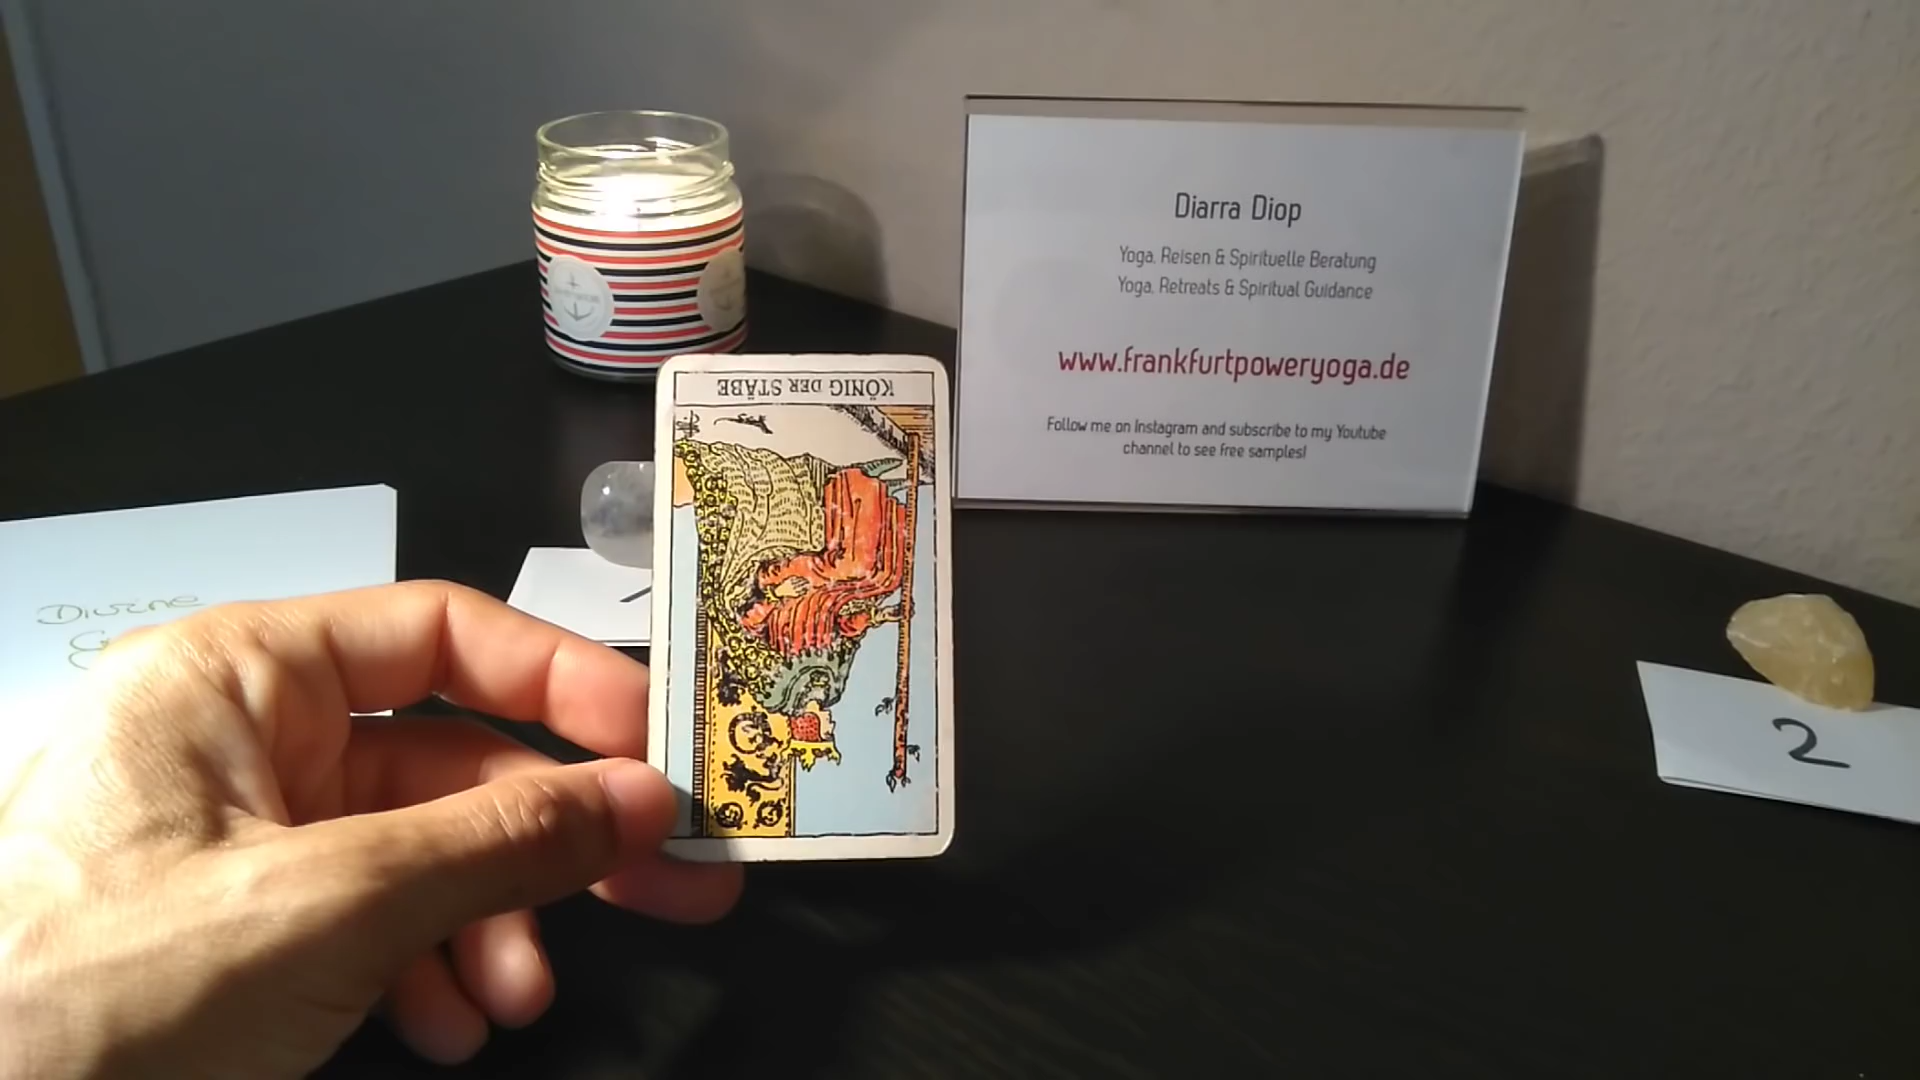 Diarra Diop
Yoga, Reisen & Spirituelle Beratung
Yoga, Retreats & Spiritual Guidance
www.frankfurtpoweryoga.de
Follow me on Instagram and subscribe to my Youtube
channel to see free samples!
KÖNIG DER STÄBE
Divine
2